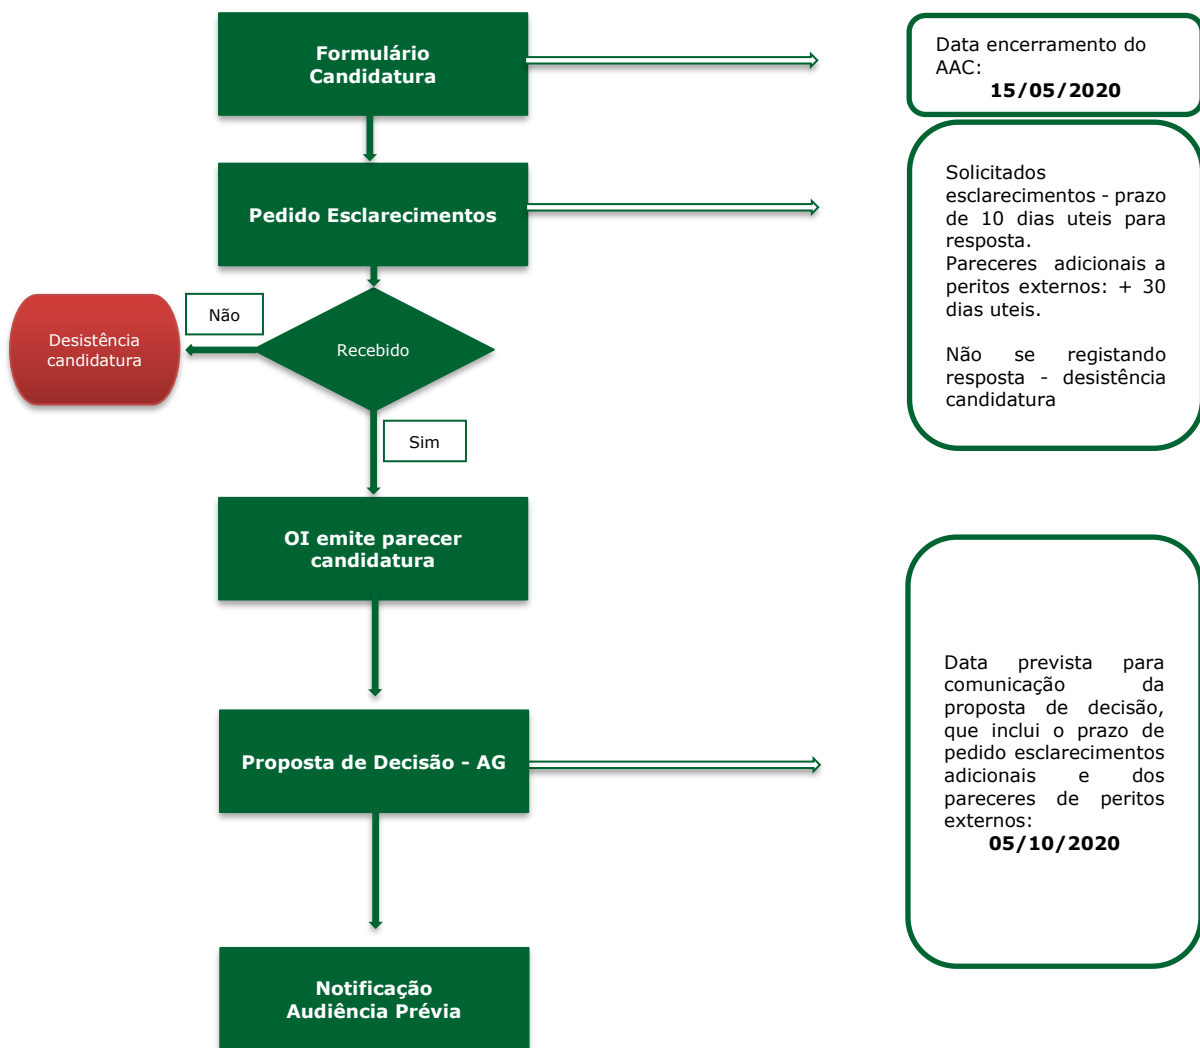 Formulário
Candidatura
Data encerramento do
AAC:
15/05/2020
Pedido Esclarecimentos
Solicitados
esclarecimentos - prazo
de 10 dias uteis para
resposta.
Pareceres adicionais a
peritos externos: + 30
dias uteis.
Não se registando
resposta - desistência
candidatura
Não
Desistência
candidatura
Recebido
Sim
OI emite parecer
candidatura
Proposta de Decisão - AG
Data prevista para
comunicação da
proposta de decisão,
que inclui o prazo de
pedido esclarecimentos
adicionais e dos
pareceres de peritos
externos:
05/10/2020
Notificação
Audiência Prévia